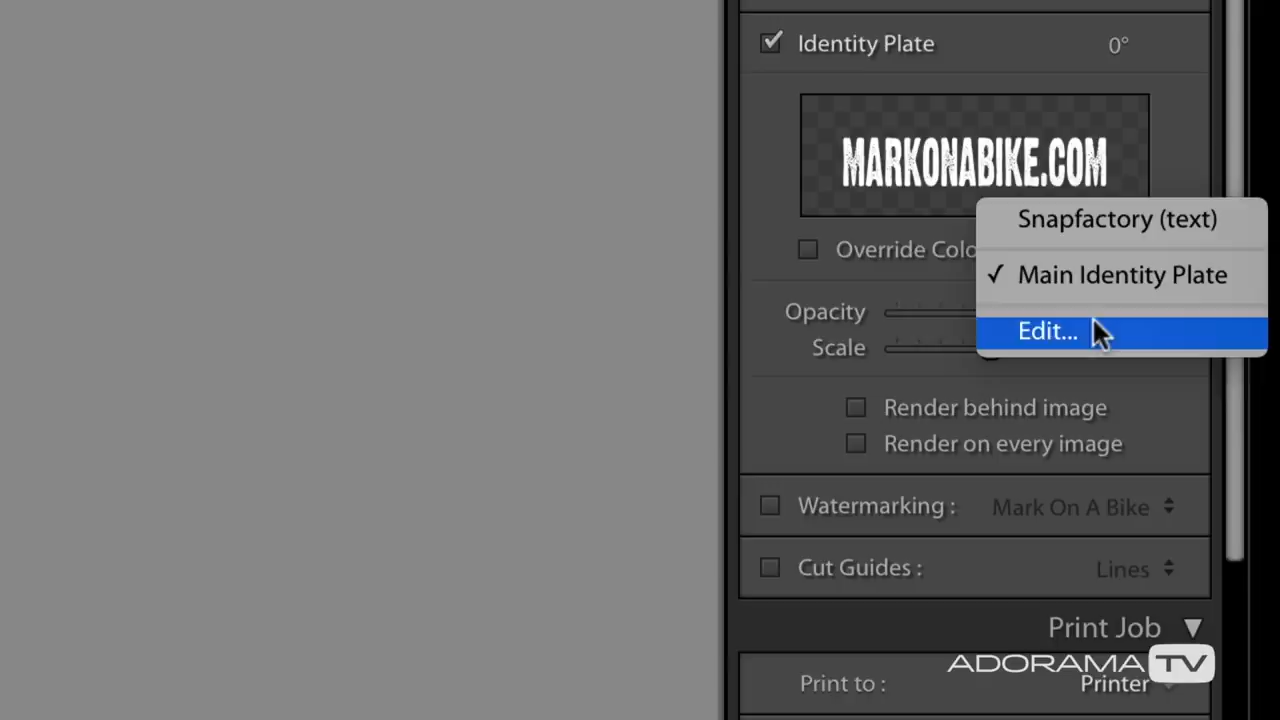 Identity Plate 0°
MARKONABIKE.COM
Snapfactory (text)
Override Colo
✓ Main Identity Plate
Opacity
Edit...
Scale
Render behind image
Render on every image
Watermarking : Mark On A Bike
Cut Guides : Lines
Print Job
ADORAMA TV
Print to : Printer